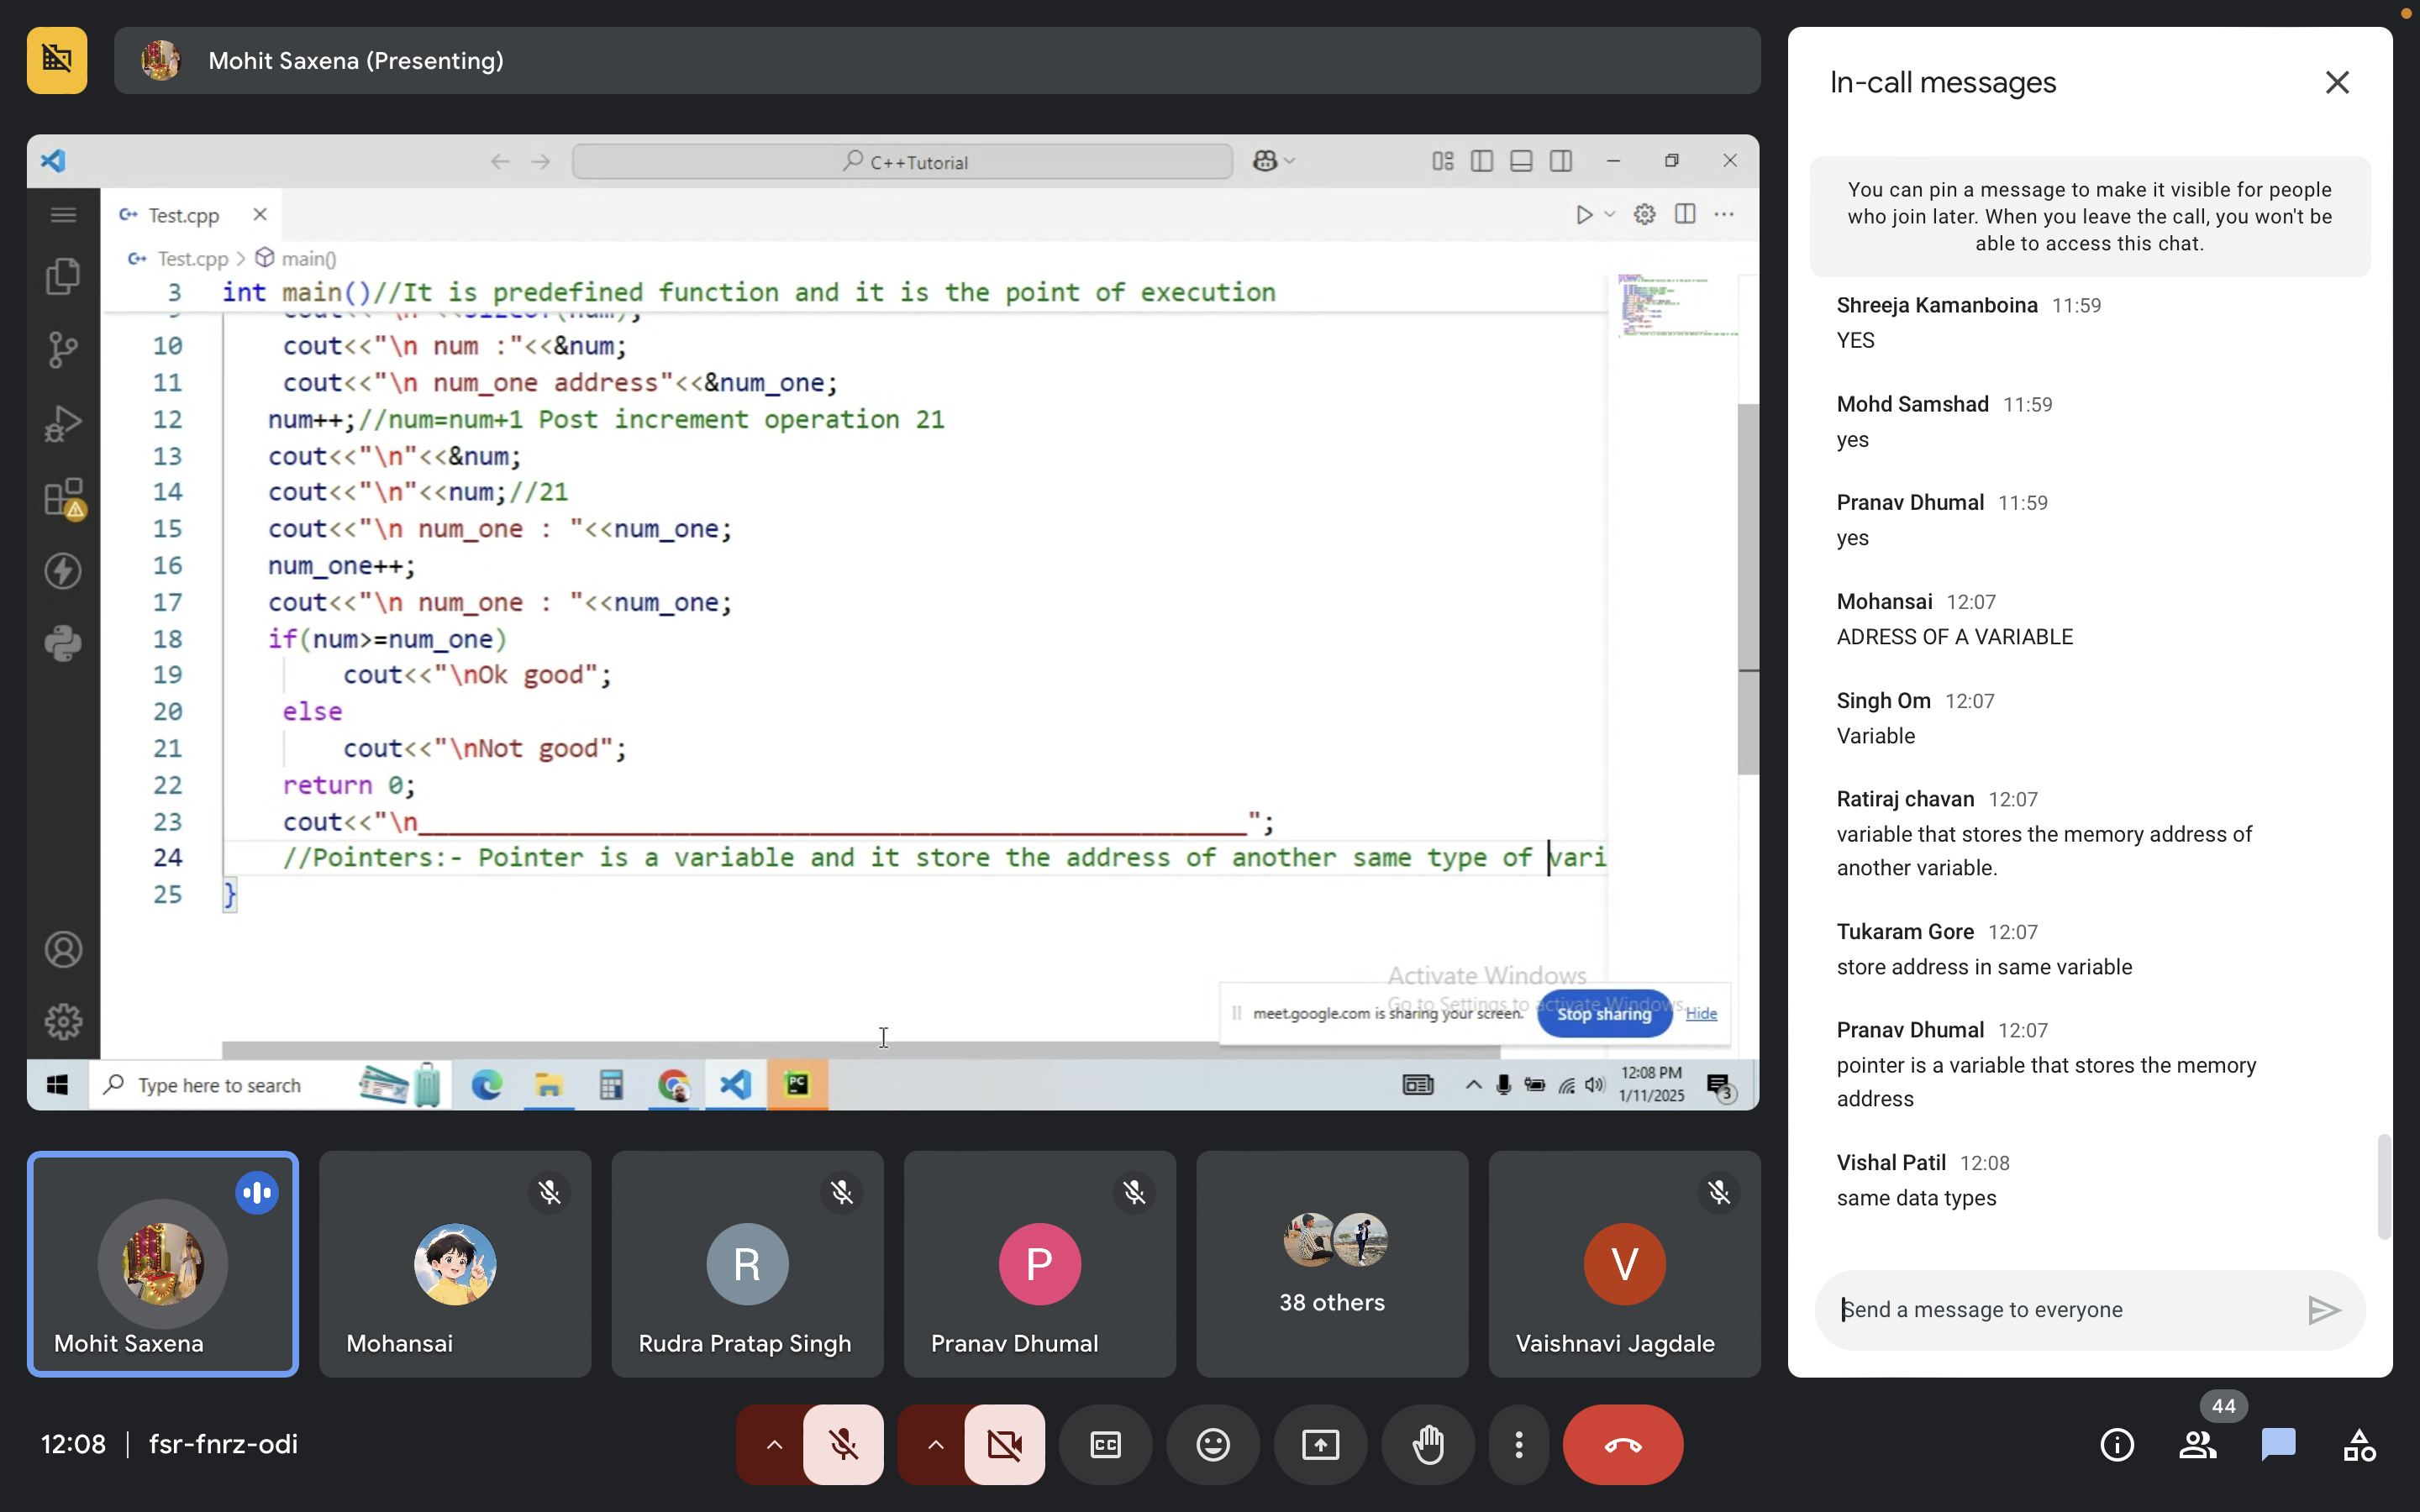 Mohit Saxena (Presenting)
C++Tutorial
Test.cpp
Test.cpp > main()
3 int main()//It is predefined function and it is the point of execution
10 cout<<"\n num :"<<&num;
11 cout<<"\n num_one address"<<&num_one;
12 num++;//num=num+1 Post increment operation 21
13 cout<<"\n"<<&num;
14 cout<<"\n"<<num;//21
15 cout<<"\n num_one : "<<num_one;
16 num_one++;
17 cout<<"\n num_one : "<<num_one;
18 if(num>=num_one)
19 cout<<"\nOk good";
20 else
21 cout<<"\nNot good";
22 return 0;
23 cout<<"\n_______________________________________________________";
24 //Pointers:- Pointer is a variable and it store the address of another same type of vari
25 }
Activate Windows
Go to Settings to activate Windows.
meet.google.com is sharing your screen.
Stop sharing
Hide
Type here to search
PC
12:08 PM
1/11/2025
3
Mohit Saxena
Mohansai
R
Rudra Pratap Singh
P
Pranav Dhumal
38 others
V
Vaishnavi Jagdale
12:08 | fsr-fnrz-odi
CC
44
In-call messages
You can pin a message to make it visible for people
who join later. When you leave the call, you won't be
able to access this chat.
Shreeja Kamanboina 11:59
YES
Mohd Samshad 11:59
yes
Pranav Dhumal 11:59
yes
Mohansai 12:07
ADRESS OF A VARIABLE
Singh Om 12:07
Variable
Ratiraj chavan 12:07
variable that stores the memory address of
another variable.
Tukaram Gore 12:07
store address in same variable
Pranav Dhumal 12:07
pointer is a variable that stores the memory
address
Vishal Patil 12:08
same data types
Send a message to everyone